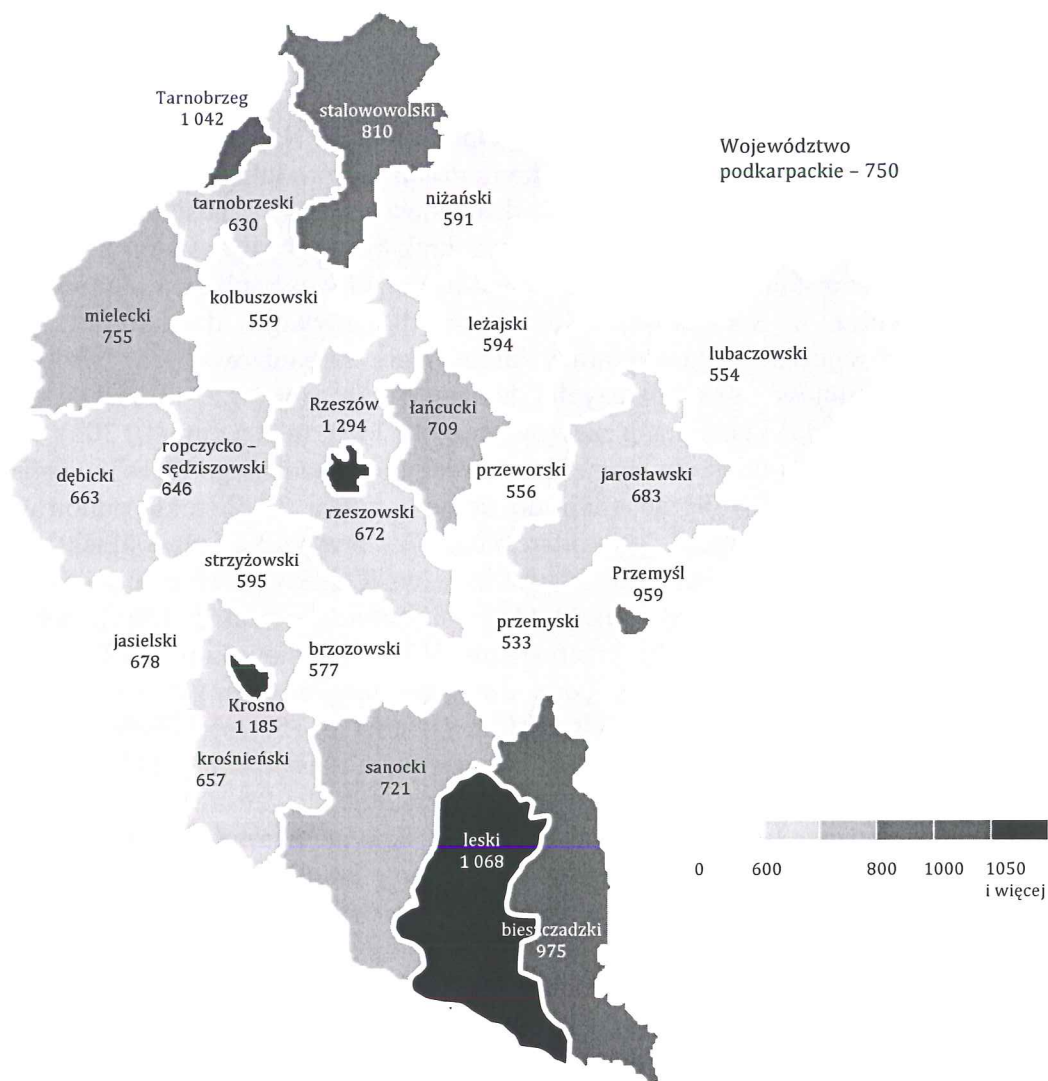 Tarnobrzeg
1 042
stalowowolski
810
Województwo
podkarpackie – 750
tarnobrzeski
630
niżański
591
kolbuszowski
559
mielecki
755
leżajski
594
lubaczowski
554
Rzeszów
1 294
łańcucki
709
ropczycko –
sędziszowski
646
dębicki
663
przeworski
556
jarosławski
683
rzeszowski
672
strzyżowski
595
Przemyśl
959
przemyski
533
jasielski
678
brzozowski
577
Krosno
1 185
krośnieński
657
sanocki
721
leski
1 068
bieszczadzki
975
0 600 800 1000 1050
i więcej